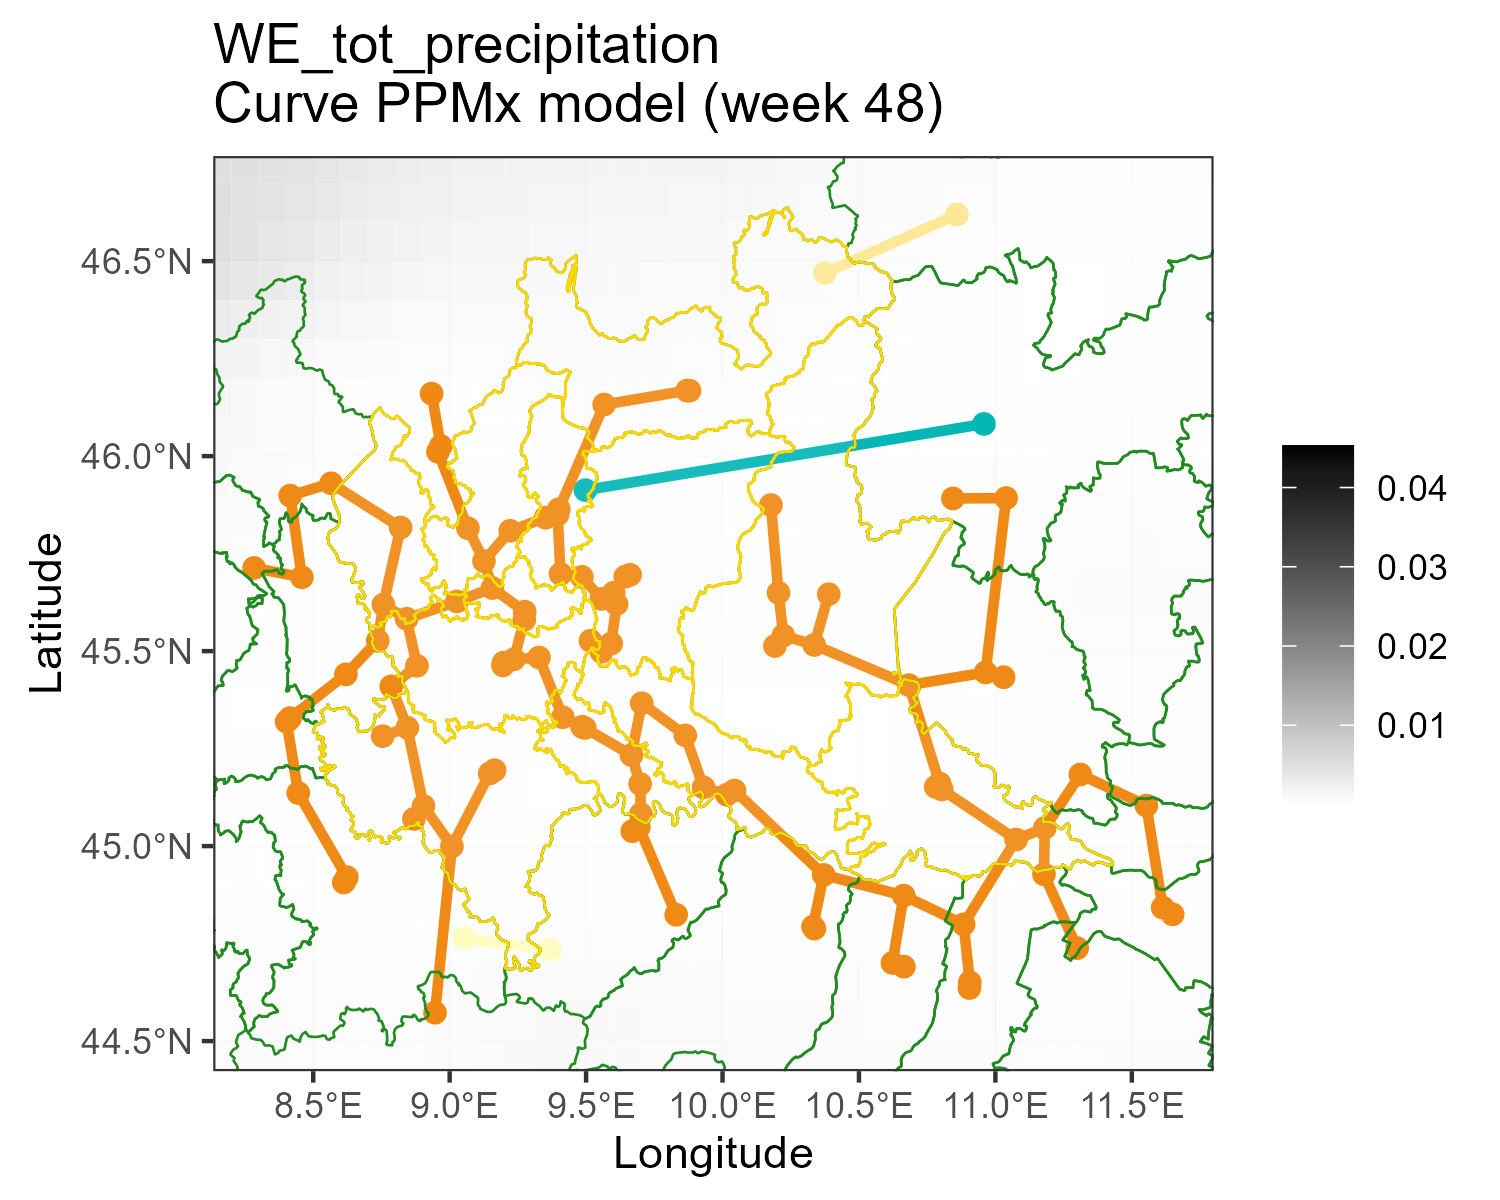 WE_tot_precipitation
Curve PPMx model (week 48)
46.5°N
46.0°N
45.5°N
45.0°N
44.5°N
Latitude
8.5°E 9.0°E 9.5°E 10.0°E 10.5°E 11.0°E 11.5°E
Longitude
0.04
0.03
0.02
0.01